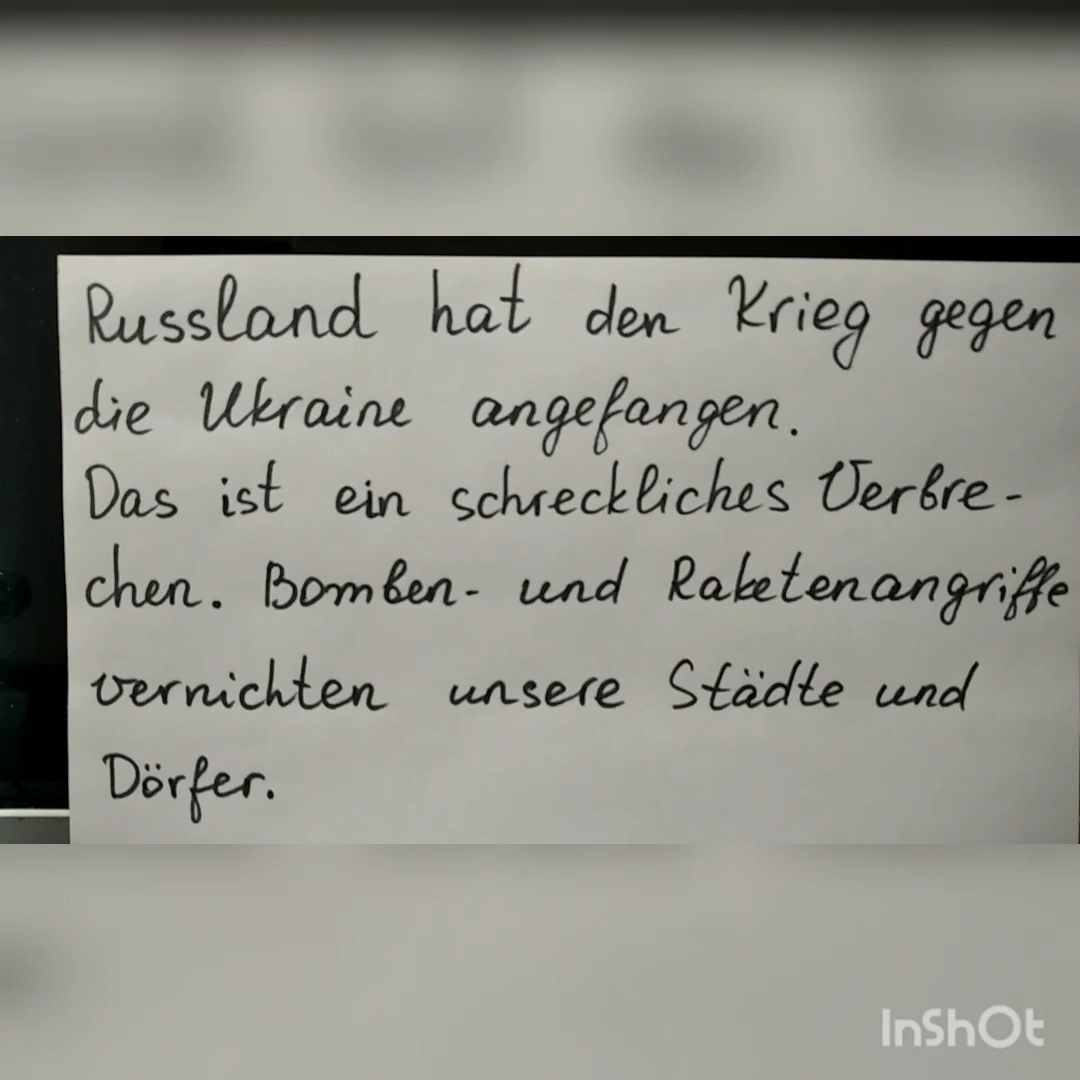 Russland hat den Krieg gegen
die Ukraine angefangen.
Das ist ein schreckliches Verbre-
chen. Bomben- und Raketenangriffe
vernichten unsere Städte und
Dörfer.
InShOt